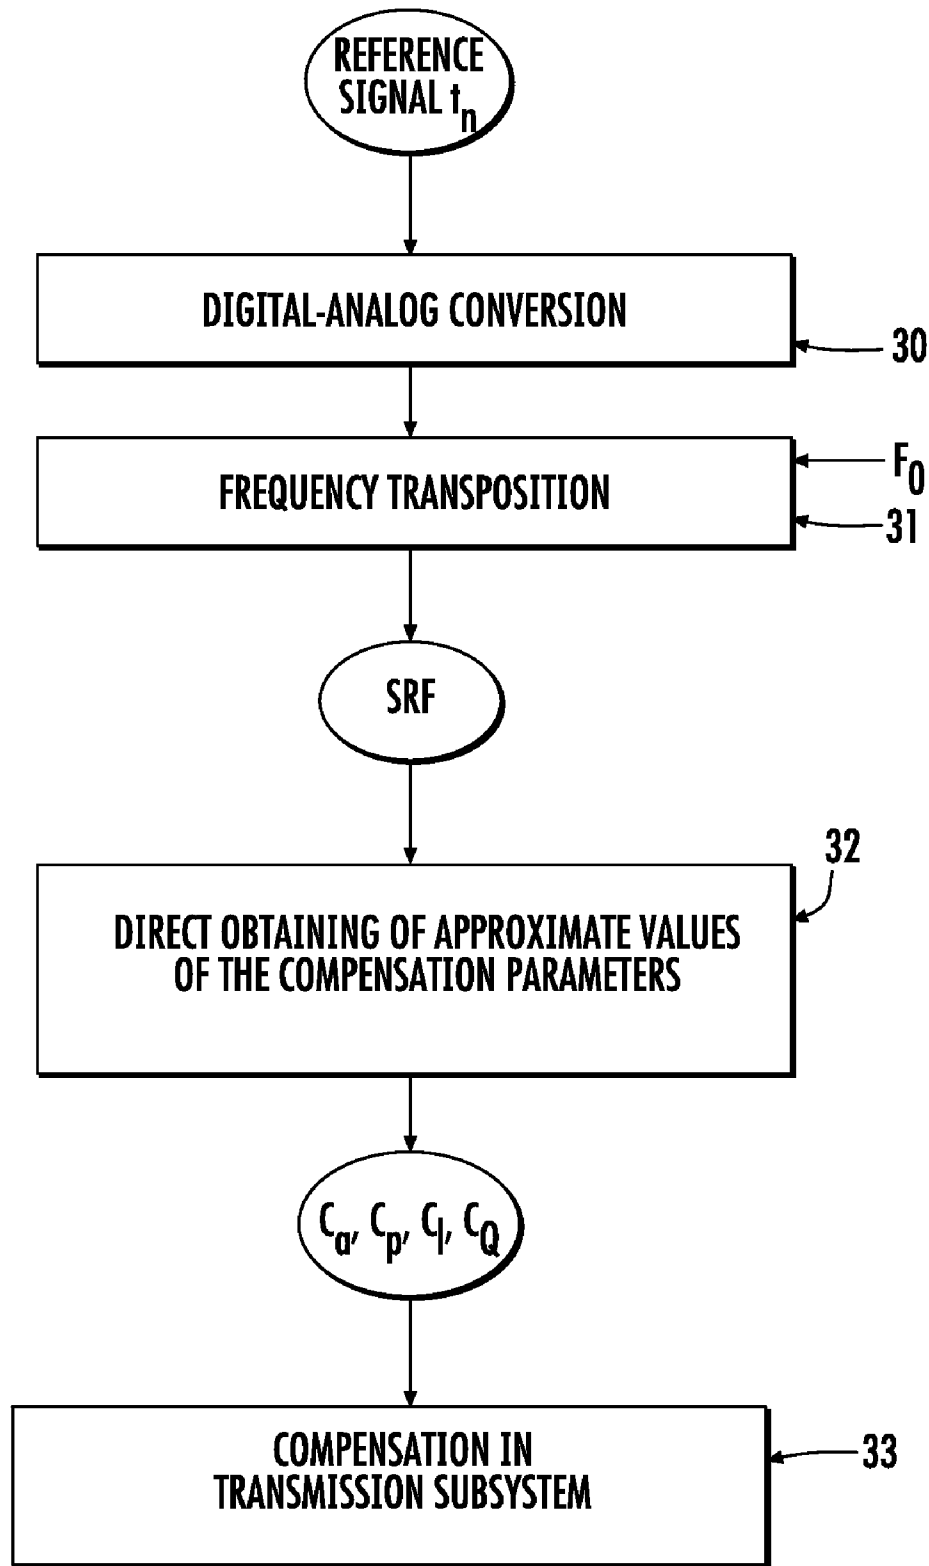 REFERENCE
SIGNAL tn
DIGITAL-ANALOG CONVERSION
30
F0
FREQUENCY TRANSPOSITION
31
SRF
32
DIRECT OBTAINING OF APPROXIMATE VALUES
OF THE COMPENSATION PARAMETERS
Ca, Cp, CI, CQ
COMPENSATION IN
TRANSMISSION SUBSYSTEM
33